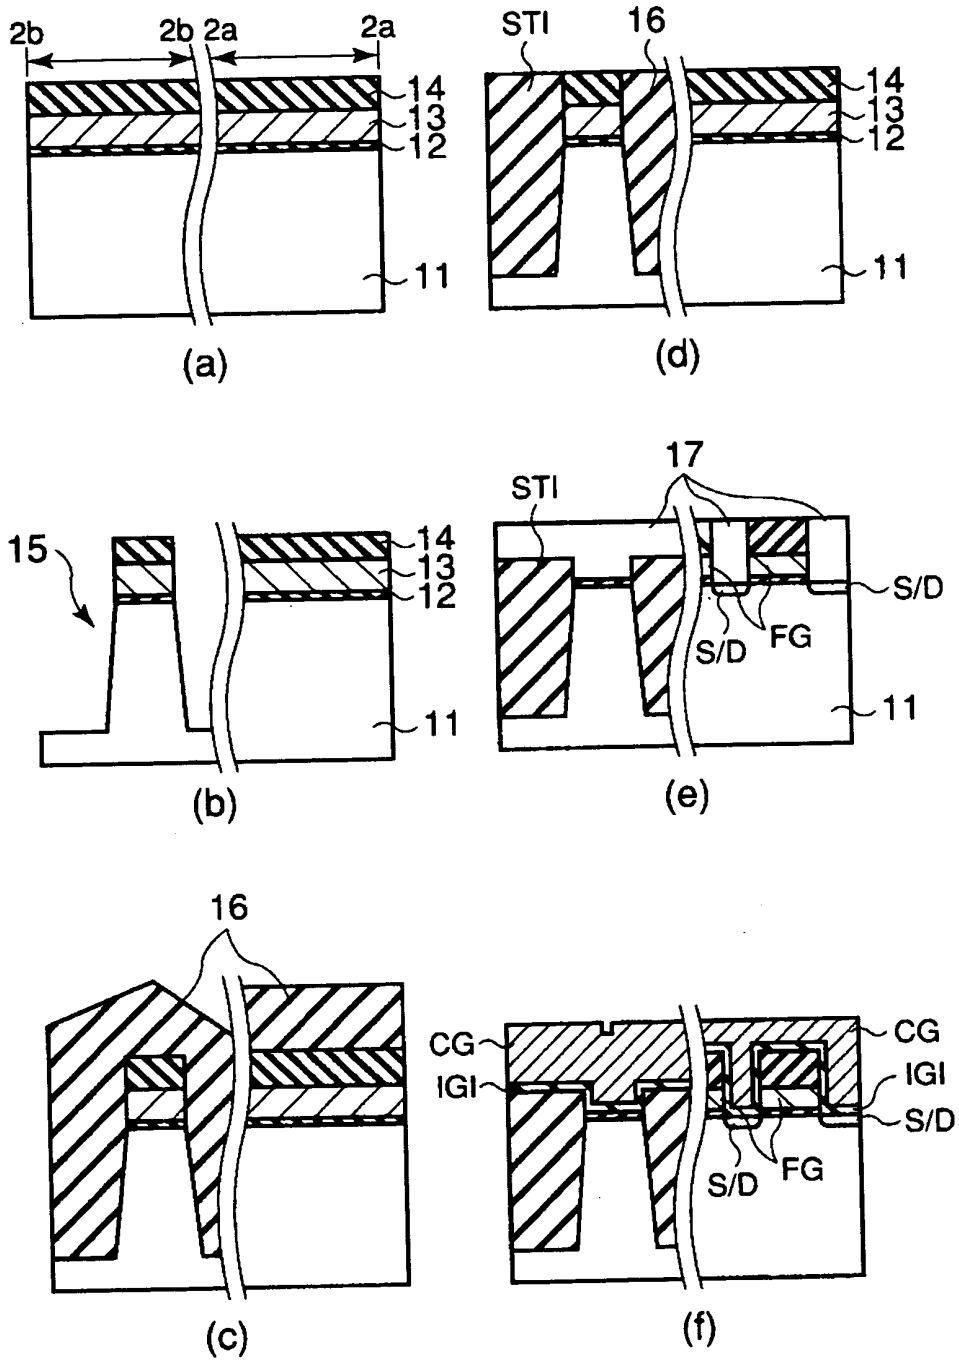 2b 2b 2a 2a
14
13
12
11
(a)
STI 16
14
13
12
11
(d)
15
14
13
12
11
(b)
17
STI
S/D
S/D FG
11
(e)
16
(c)
CG CG
IGI IGI
S/D
S/D FG
(f)